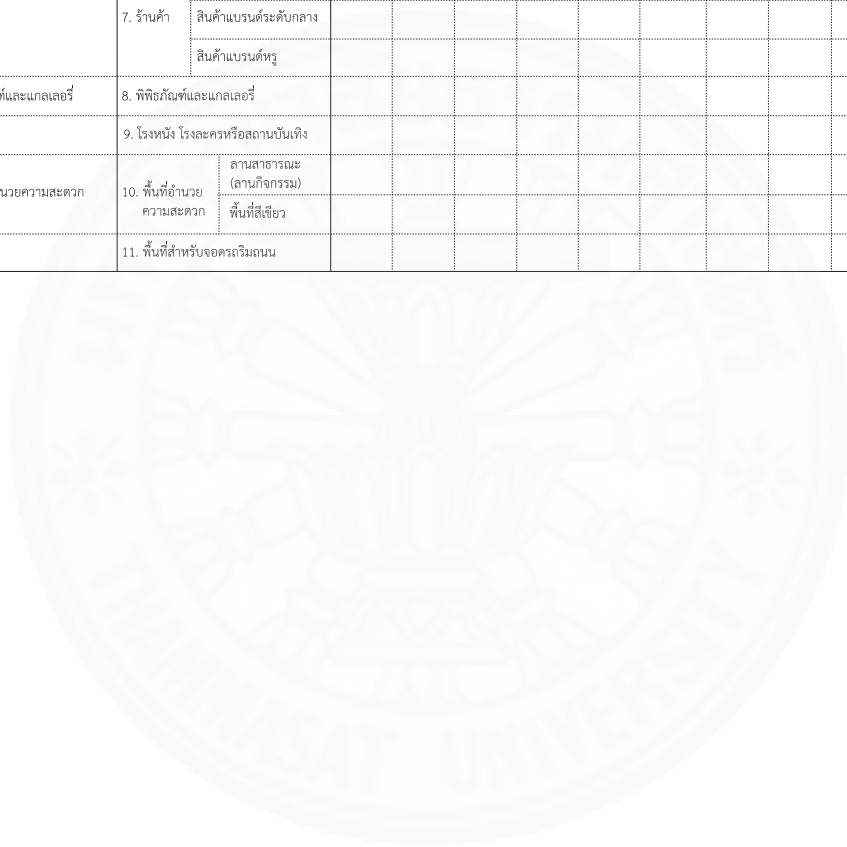 7. ร้านค้า สินค้าแบรนด์ระดับกลาง
สินค้าแบรนด์หรู
และแกลเลอรี่ 8. พิพิธภัณฑ์และแกลเลอรี่
9. โรงหนัง โรงละครหรือสถานบันเทิง
ลานสาธารณะ
(ลานกิจกรรม)
นวยความสะดวก 10. พื้นที่อำนวย
ความสะดวก พื้นที่สีเขียว
11. พื้นที่สำหรับจอดรถริมถนน
THAMMASAT UNIVERSITY